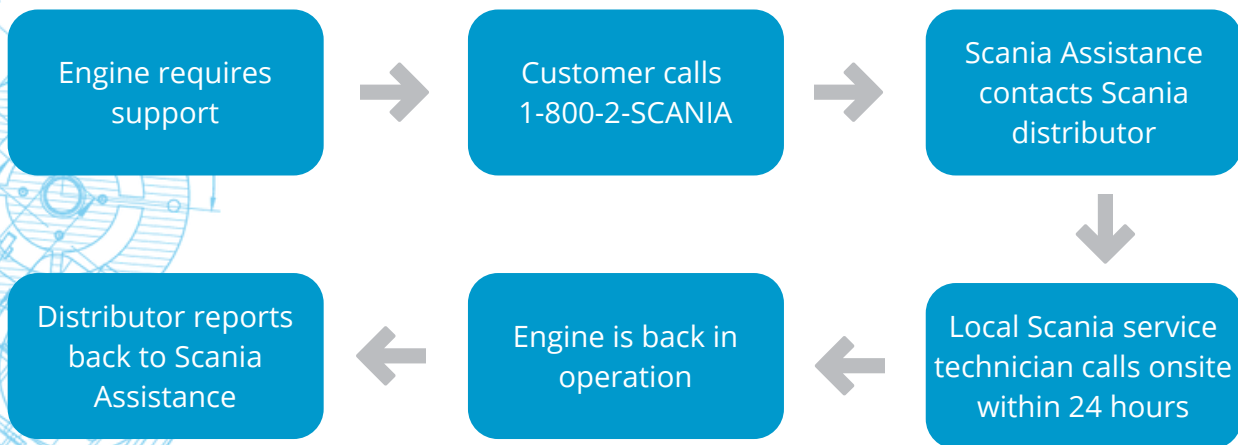 Engine requires
support
Customer calls
1-800-2-SCANIA
Scania Assistance
contacts Scania
distributor
Local Scania service
technician calls onsite
within 24 hours
Engine is back in
operation
Distributor reports
back to Scania
Assistance